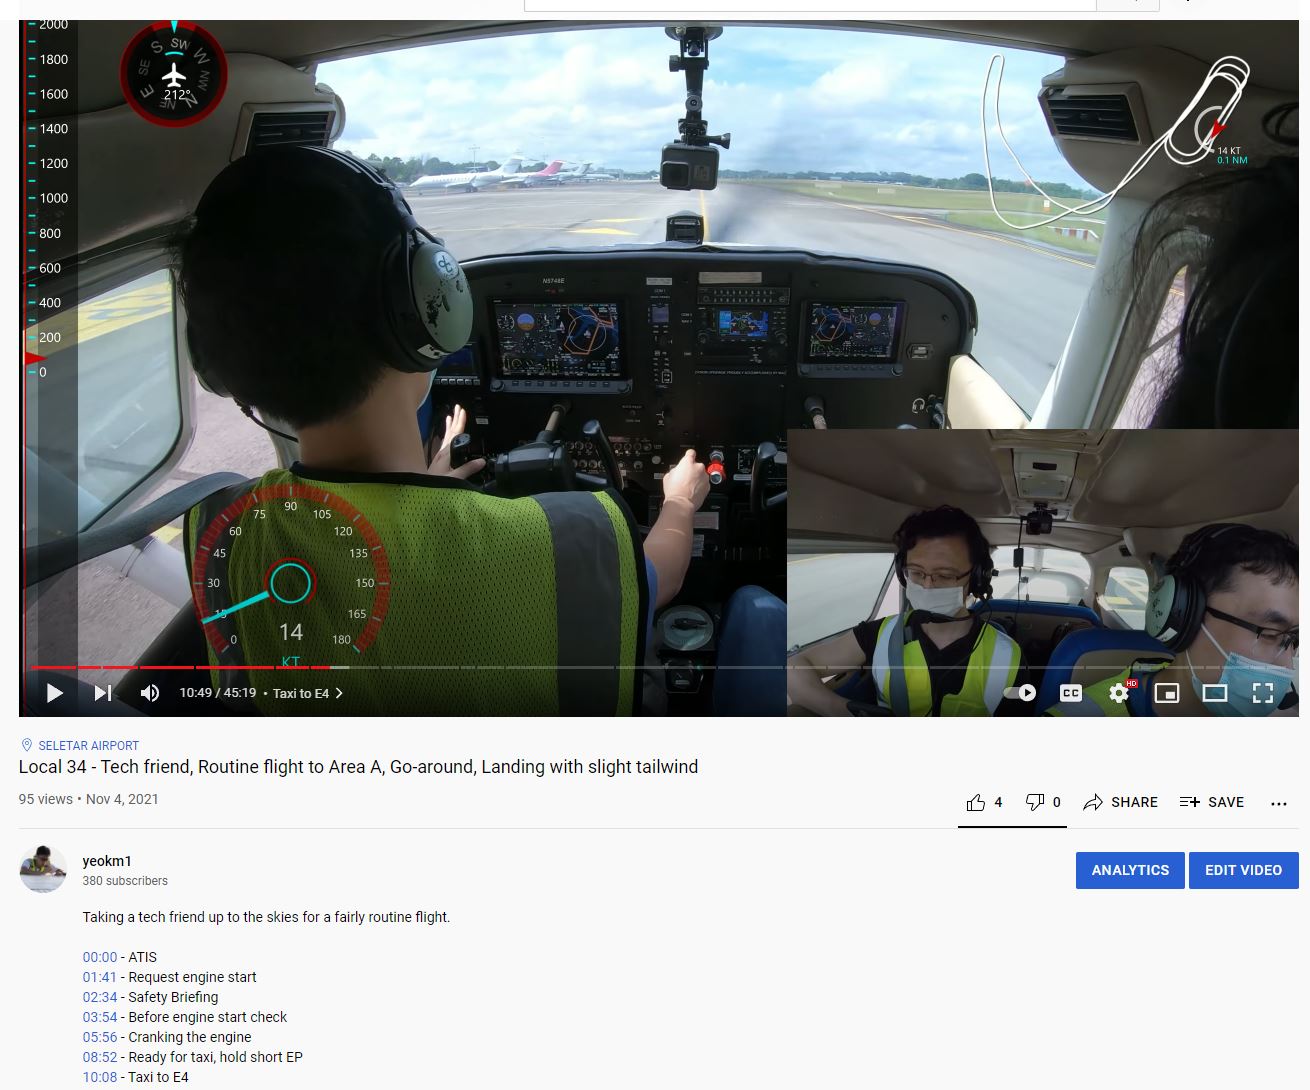 2000
1800
1600
1400
1200
1000
800
600
400
200
0
S SW W NW N NE E SE
212°
14 KT
0.1 NM
N5748E
0 15 30 45 60 75 90 105 120 135 150 165 180
14
KT
10:49 / 45:19 • Taxi to E4
CC
HD
SELETAR AIRPORT
Local 34 - Tech friend, Routine flight to Area A, Go-around, Landing with slight tailwind
95 views • Nov 4, 2021
4 0 SHARE SAVE
yeokm1
380 subscribers
ANALYTICS EDIT VIDEO
Taking a tech friend up to the skies for a fairly routine flight.
00:00 - ATIS
01:41 - Request engine start
02:34 - Safety Briefing
03:54 - Before engine start check
05:56 - Cranking the engine
08:52 - Ready for taxi, hold short EP
10:08 - Taxi to E4